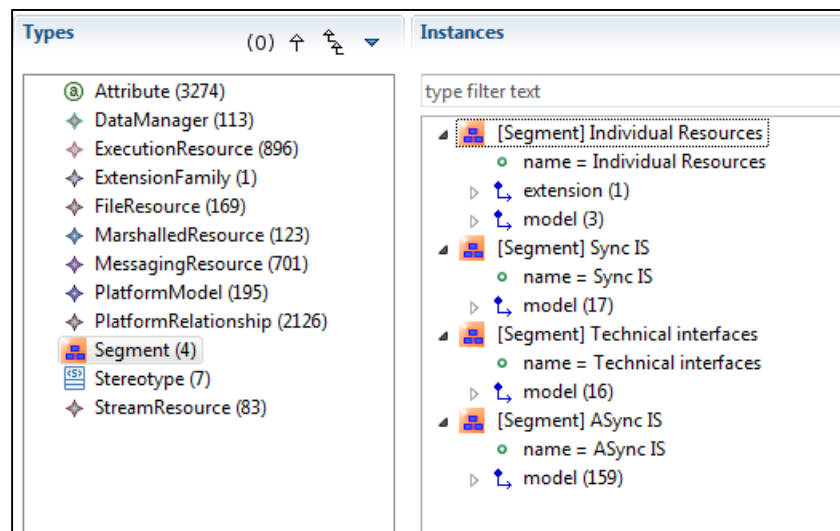 Types
(0)
Attribute (3274)
DataManager (113)
ExecutionResource (896)
ExtensionFamily (1)
FileResource (169)
MarshalledResource (123)
MessagingResource (701)
PlatformModel (195)
PlatformRelationship (2126)
Segment (4)
Stereotype (7)
StreamResource (83)
Instances
type filter text
[Segment] Individual Resources
name = Individual Resources
extension (1)
model (3)
[Segment] Sync IS
name = Sync IS
model (17)
[Segment] Technical interfaces
name = Technical interfaces
model (16)
[Segment] ASync IS
name = ASync IS
model (159)